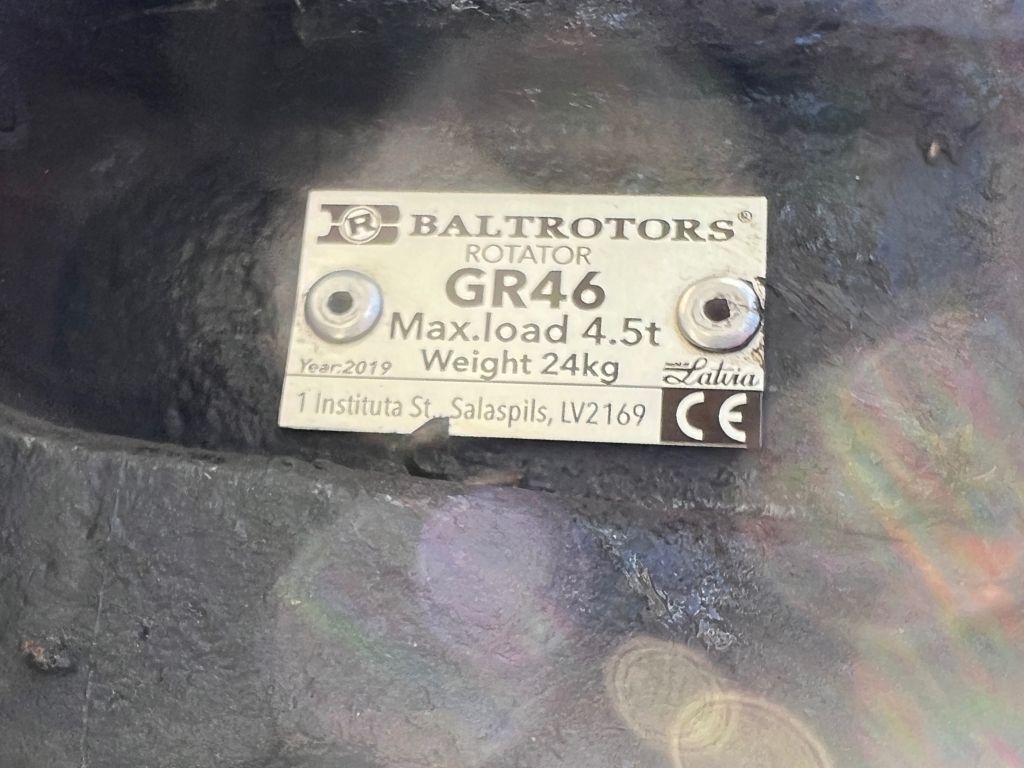 R BALTROTORS®
ROTATOR
GR46
Max.load 4.5t
Year:2019 Weight 24kg
Latvia
1 Instituta St., Salaspils, LV2169 CE